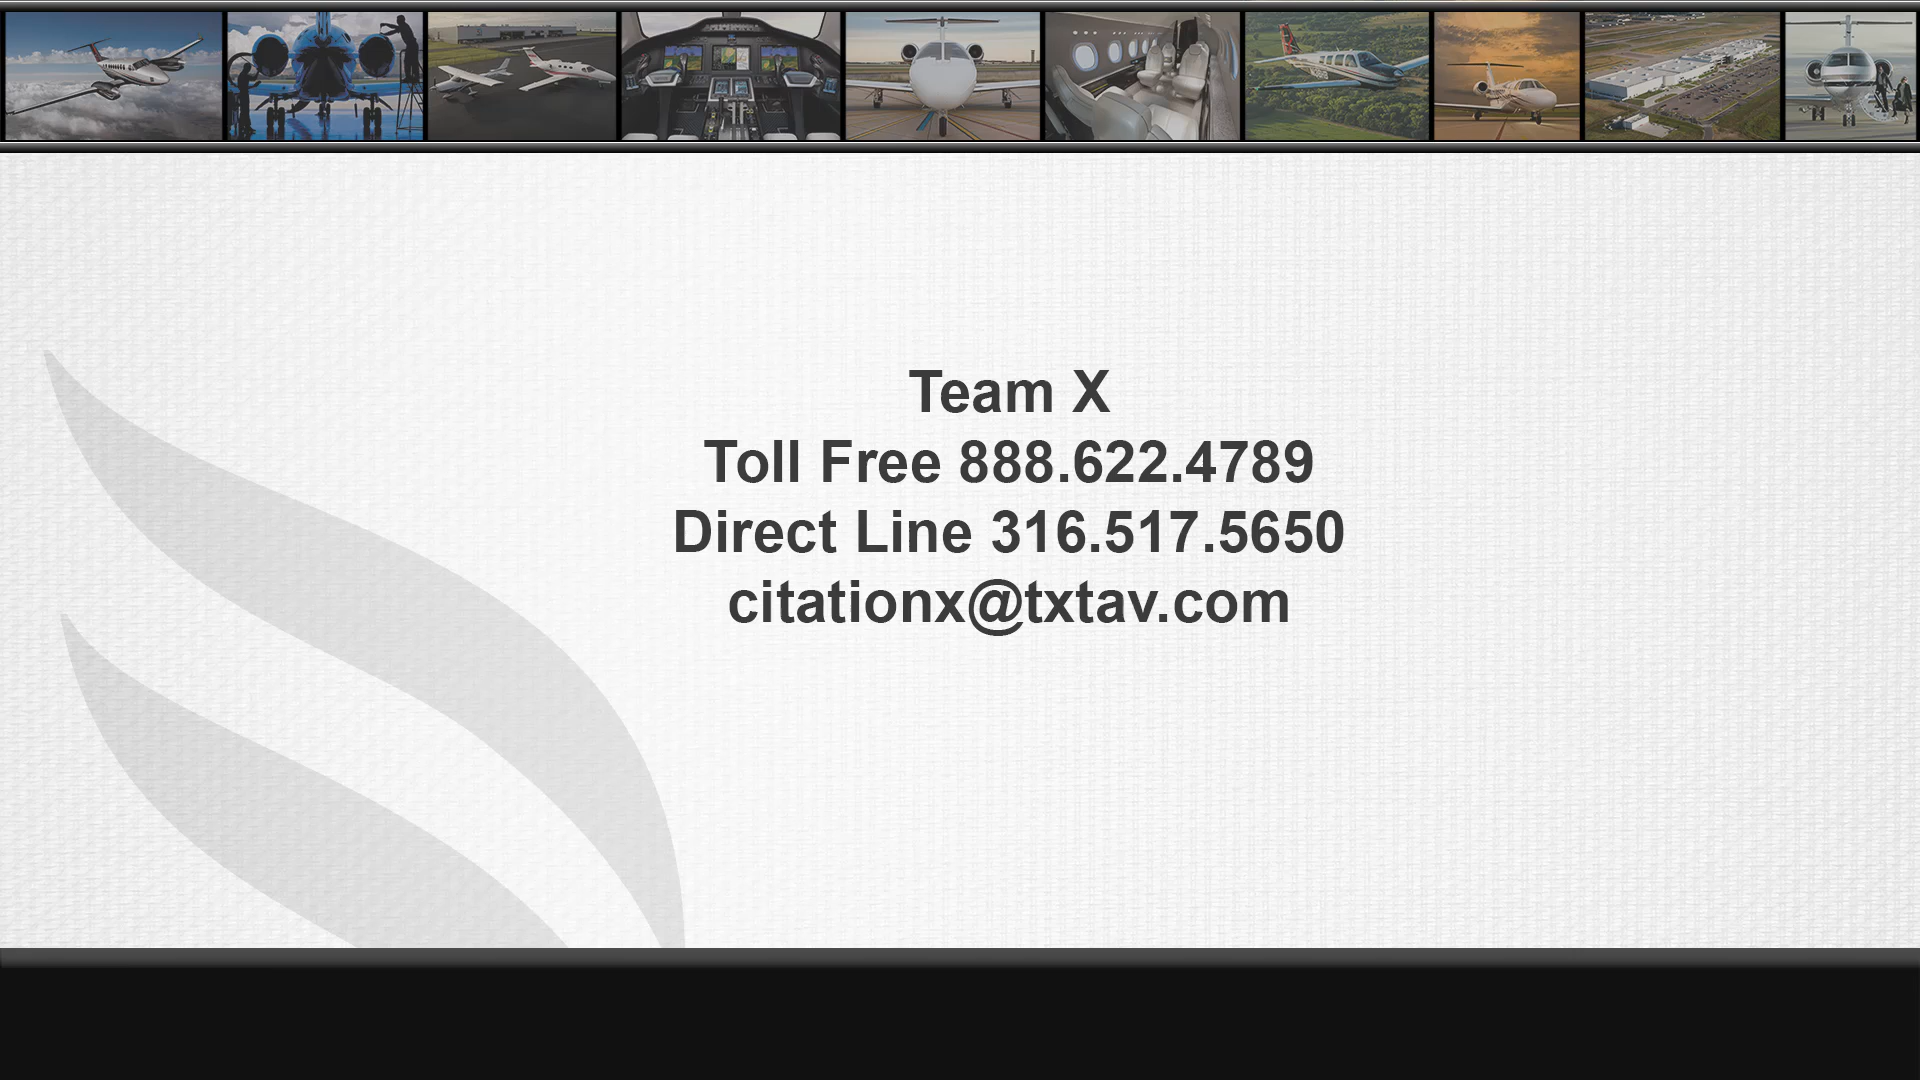 Team X
Toll Free 888.622.4789
Direct Line 316.517.5650
citationx@txtav.com